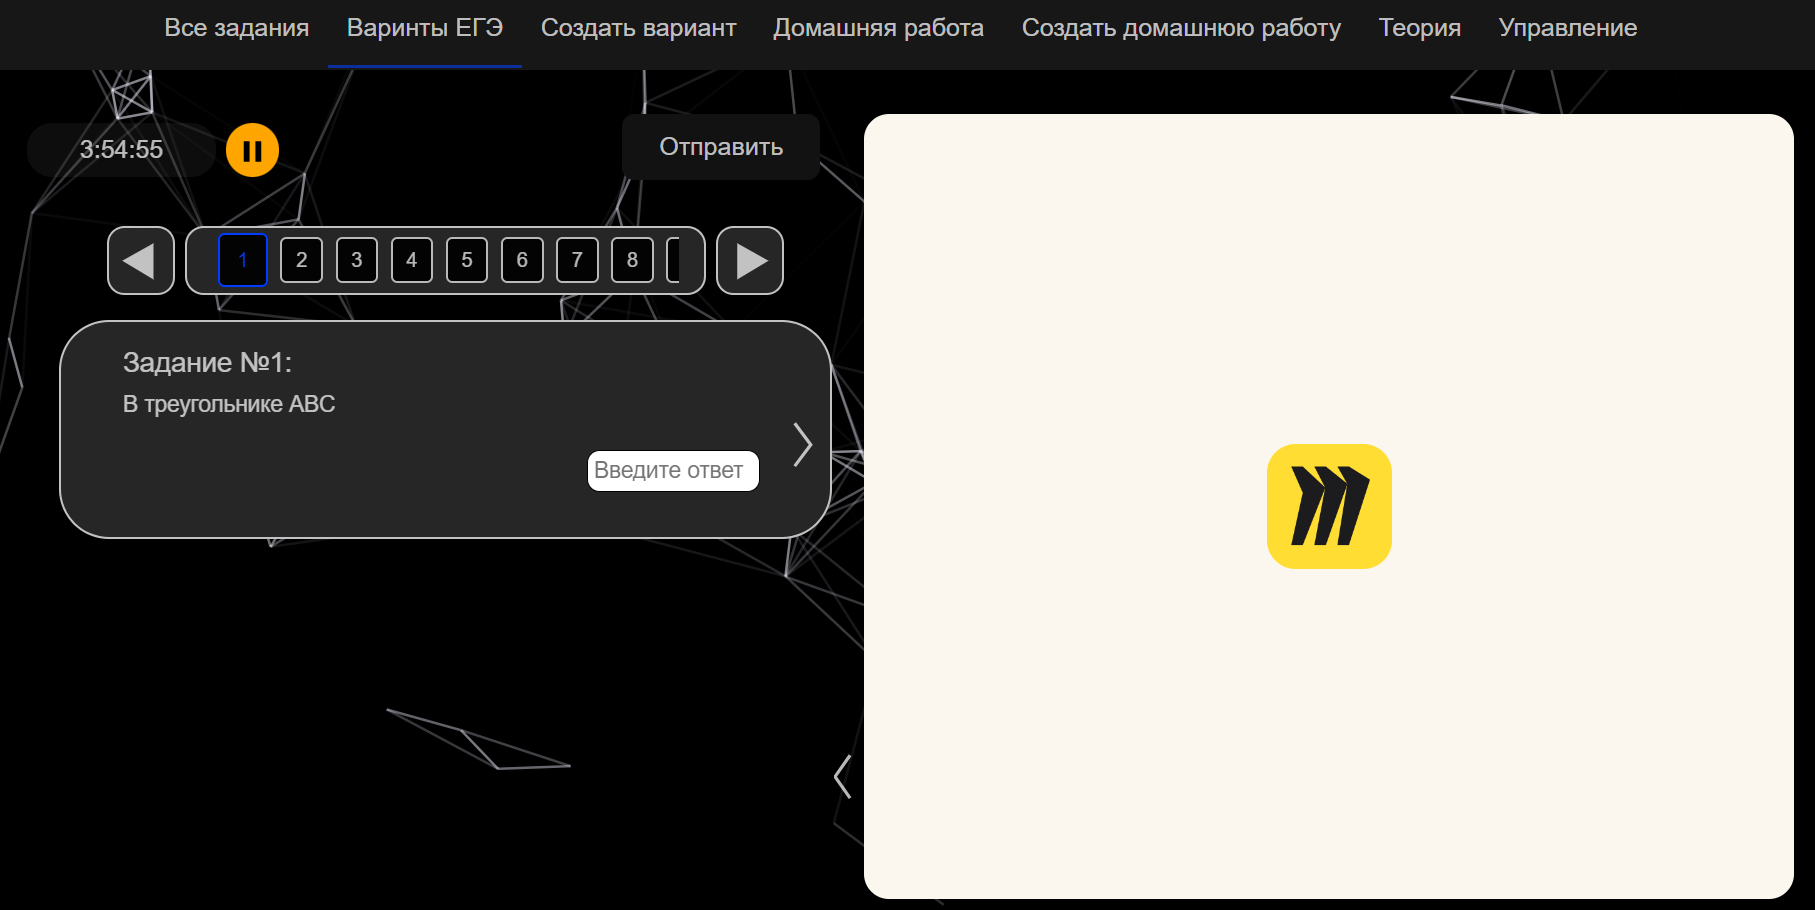 Все задания Варинты ЕГЭ Создать вариант Домашняя работа Создать домашнюю работу Теория Управление
3:54:55 Отправить
1 2 3 4 5 6 7 8
Задание №1:
В треугольнике ABC
Введите ответ